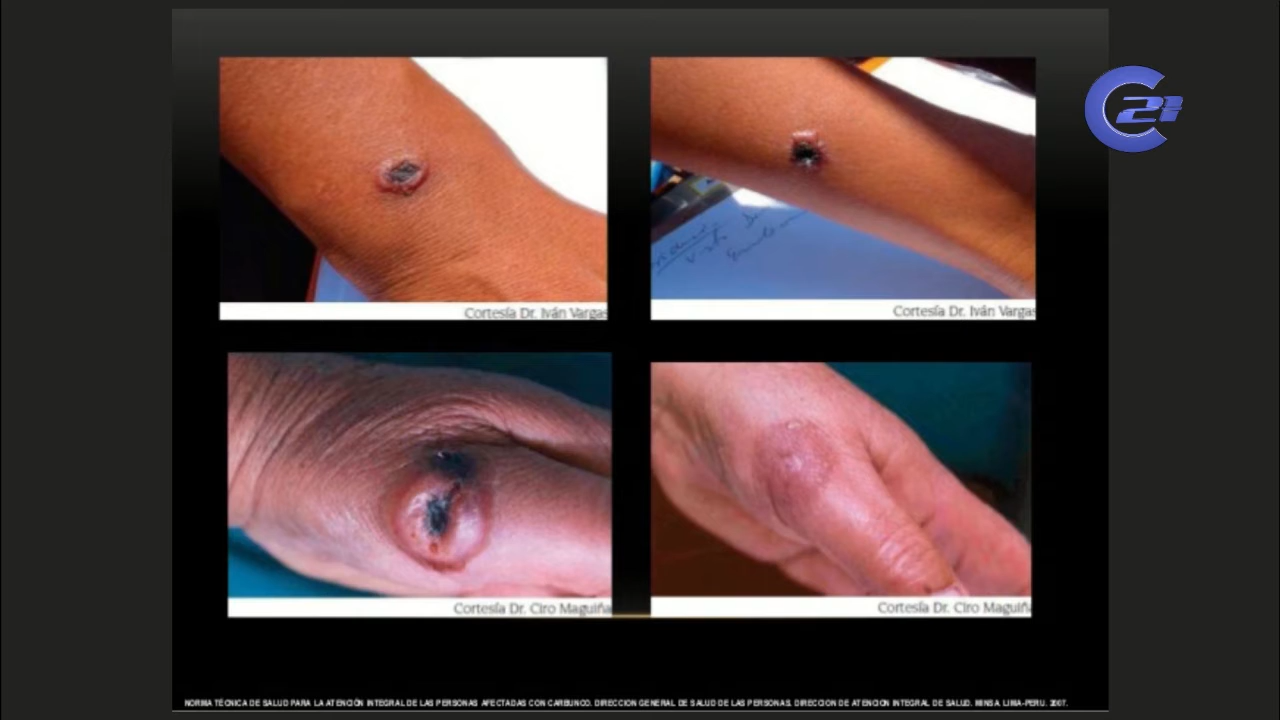 C21
Cortesía Dr. Iván Vargas
Cortesía Dr. Iván Vargas
Cortesía Dr. Ciro Maguiña
Cortesía Dr. Ciro Maguiña
NORMA TÉCNICA DE SALUD PARA LA ATENCIÓN INTEGRAL DE LAS PERSONAS AFECTADAS CON CARBUNCO. DIRECCION GENERAL DE SALUD DE LAS PERSONAS. DIRECCION DE ATENCION INTEGRAL DE SALUD. MINSA. LIMA-PERU. 2007.